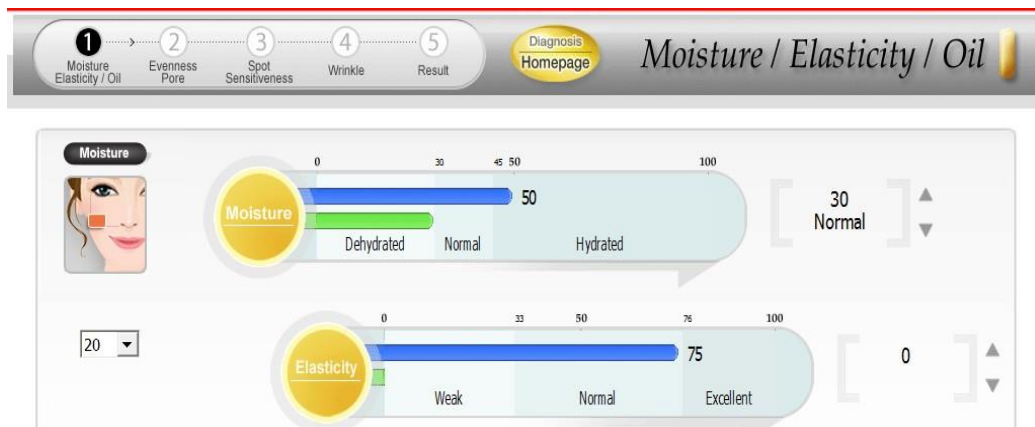 1 2 3 4 5
Moisture
Elasticity / Oil
Evenness
Pore
Spot
Sensitiveness
Wrinkle
Result
Diagnosis
Homepage
Moisture / Elasticity / Oil
Moisture
0 30 45 50 100
Moisture
50
Dehydrated Normal Hydrated
30
Normal
20
0 33 50 76 100
Elasticity
75
Weak Normal Excellent
0